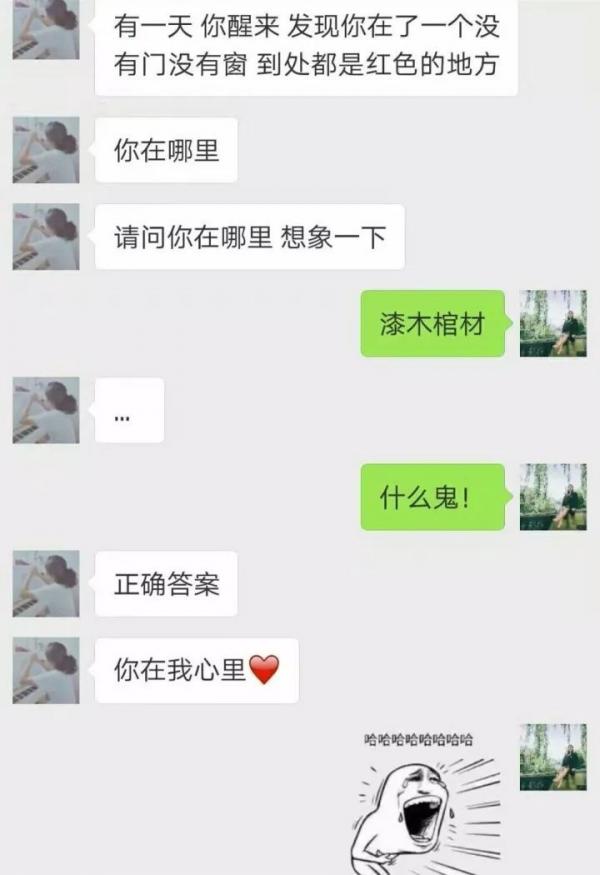 有一天 你醒来 发现你在了一个没
有门没有窗 到处都是红色的地方
你在哪里
请问你在哪里 想象一下
漆木棺材
...
什么鬼!
正确答案
你在我心里❤️
哈哈哈哈哈哈哈哈